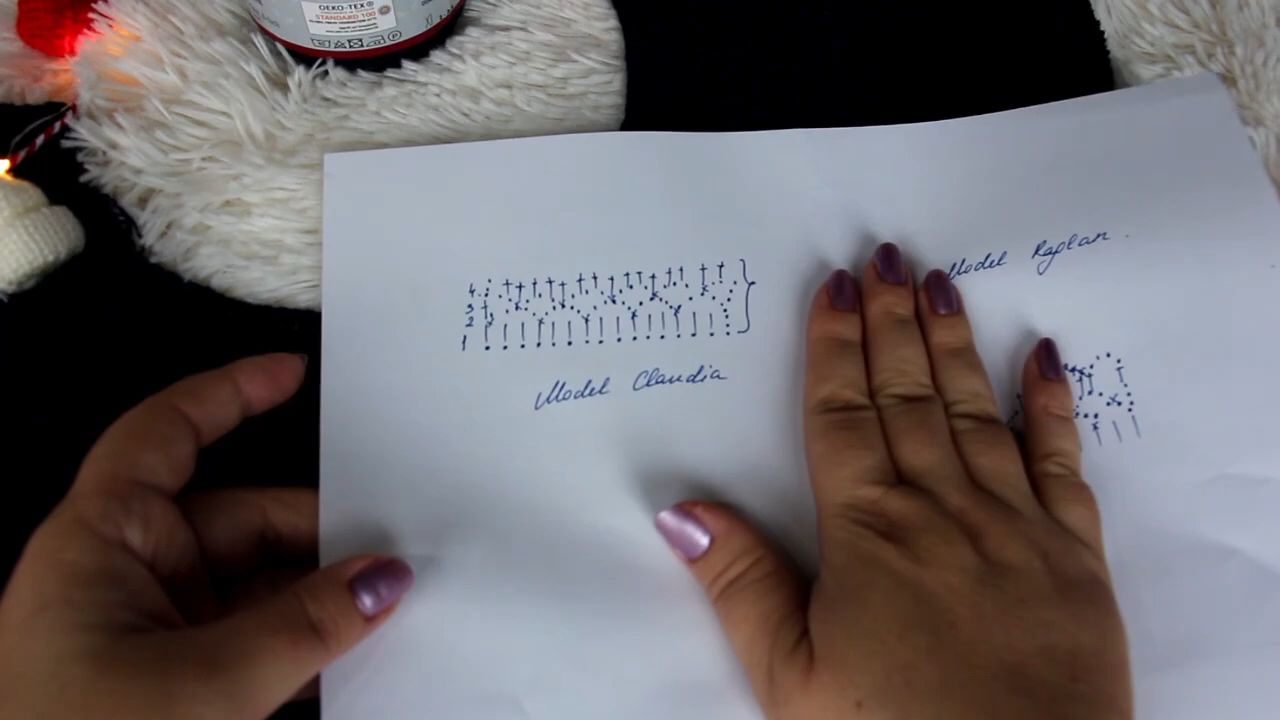 OEKO-TEX®
STANDARD 100
4
3
2
1
Model Claudia
Model Raglan.